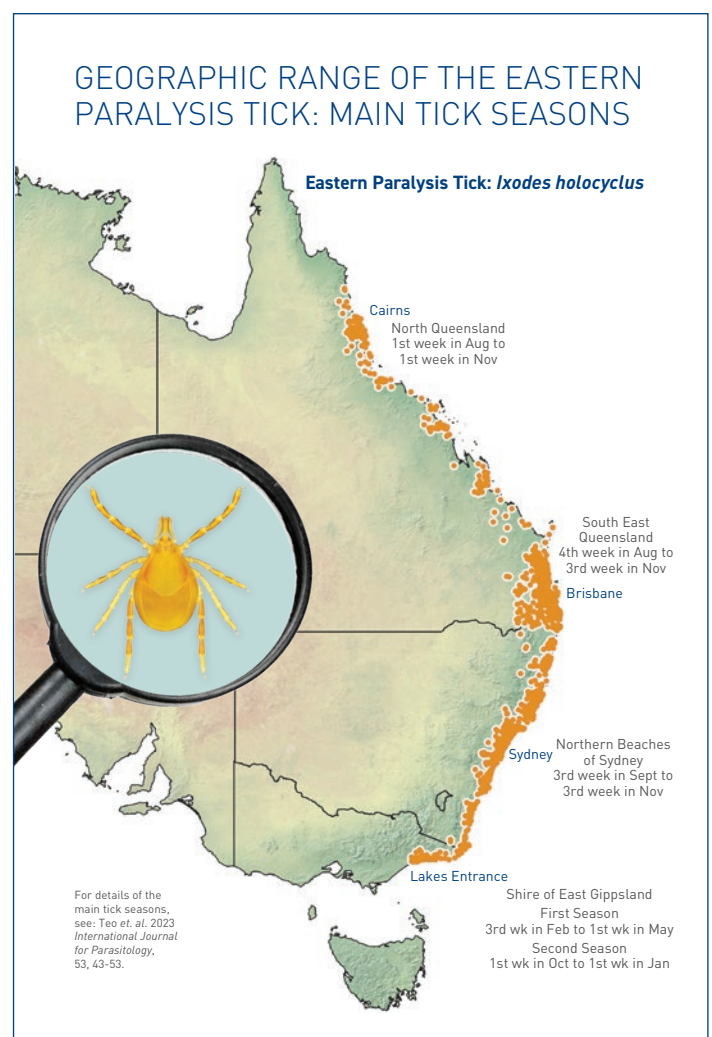 GEOGRAPHIC RANGE OF THE EASTERN
PARALYSIS TICK: MAIN TICK SEASONS
Eastern Paralysis Tick: Ixodes holocyclus
Cairns
North Queensland
1st week in Aug to
1st week in Nov
South East
Queensland
4th week in Aug to
3rd week in Nov
Brisbane
Sydney
Northern Beaches
of Sydney
3rd week in Sept to
3rd week in Nov
Lakes Entrance
Shire of East Gippsland
First Season
3rd wk in Feb to 1st wk in May
Second Season
1st wk in Oct to 1st wk in Jan
For details of the
main tick seasons,
see: Teo et. al. 2023
International Journal
for Parasitology,
53, 43-53.